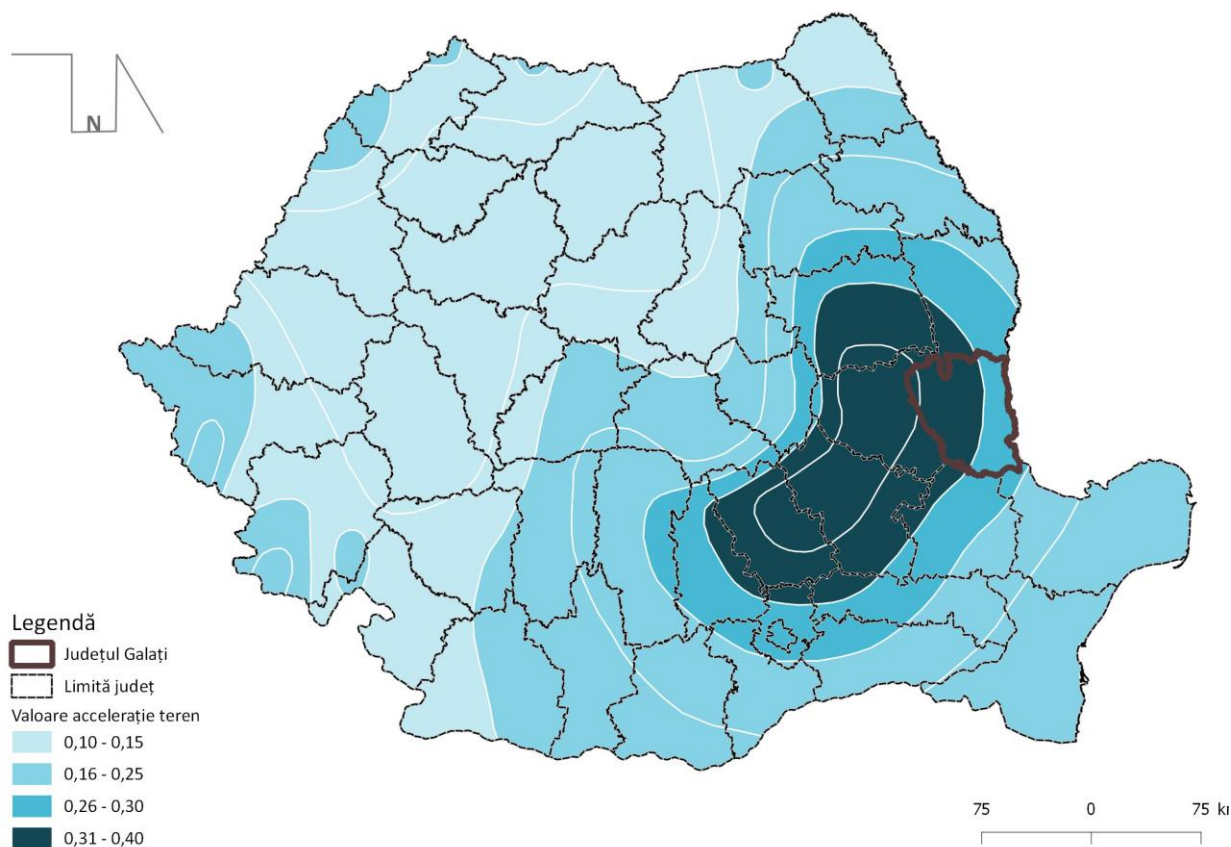 N
Legendă
Județul Galați
Limită județ
Valoare accelerație teren
0,10 - 0,15
0,16 - 0,25
0,26 - 0,30
0,31 - 0,40
75 0 75 k